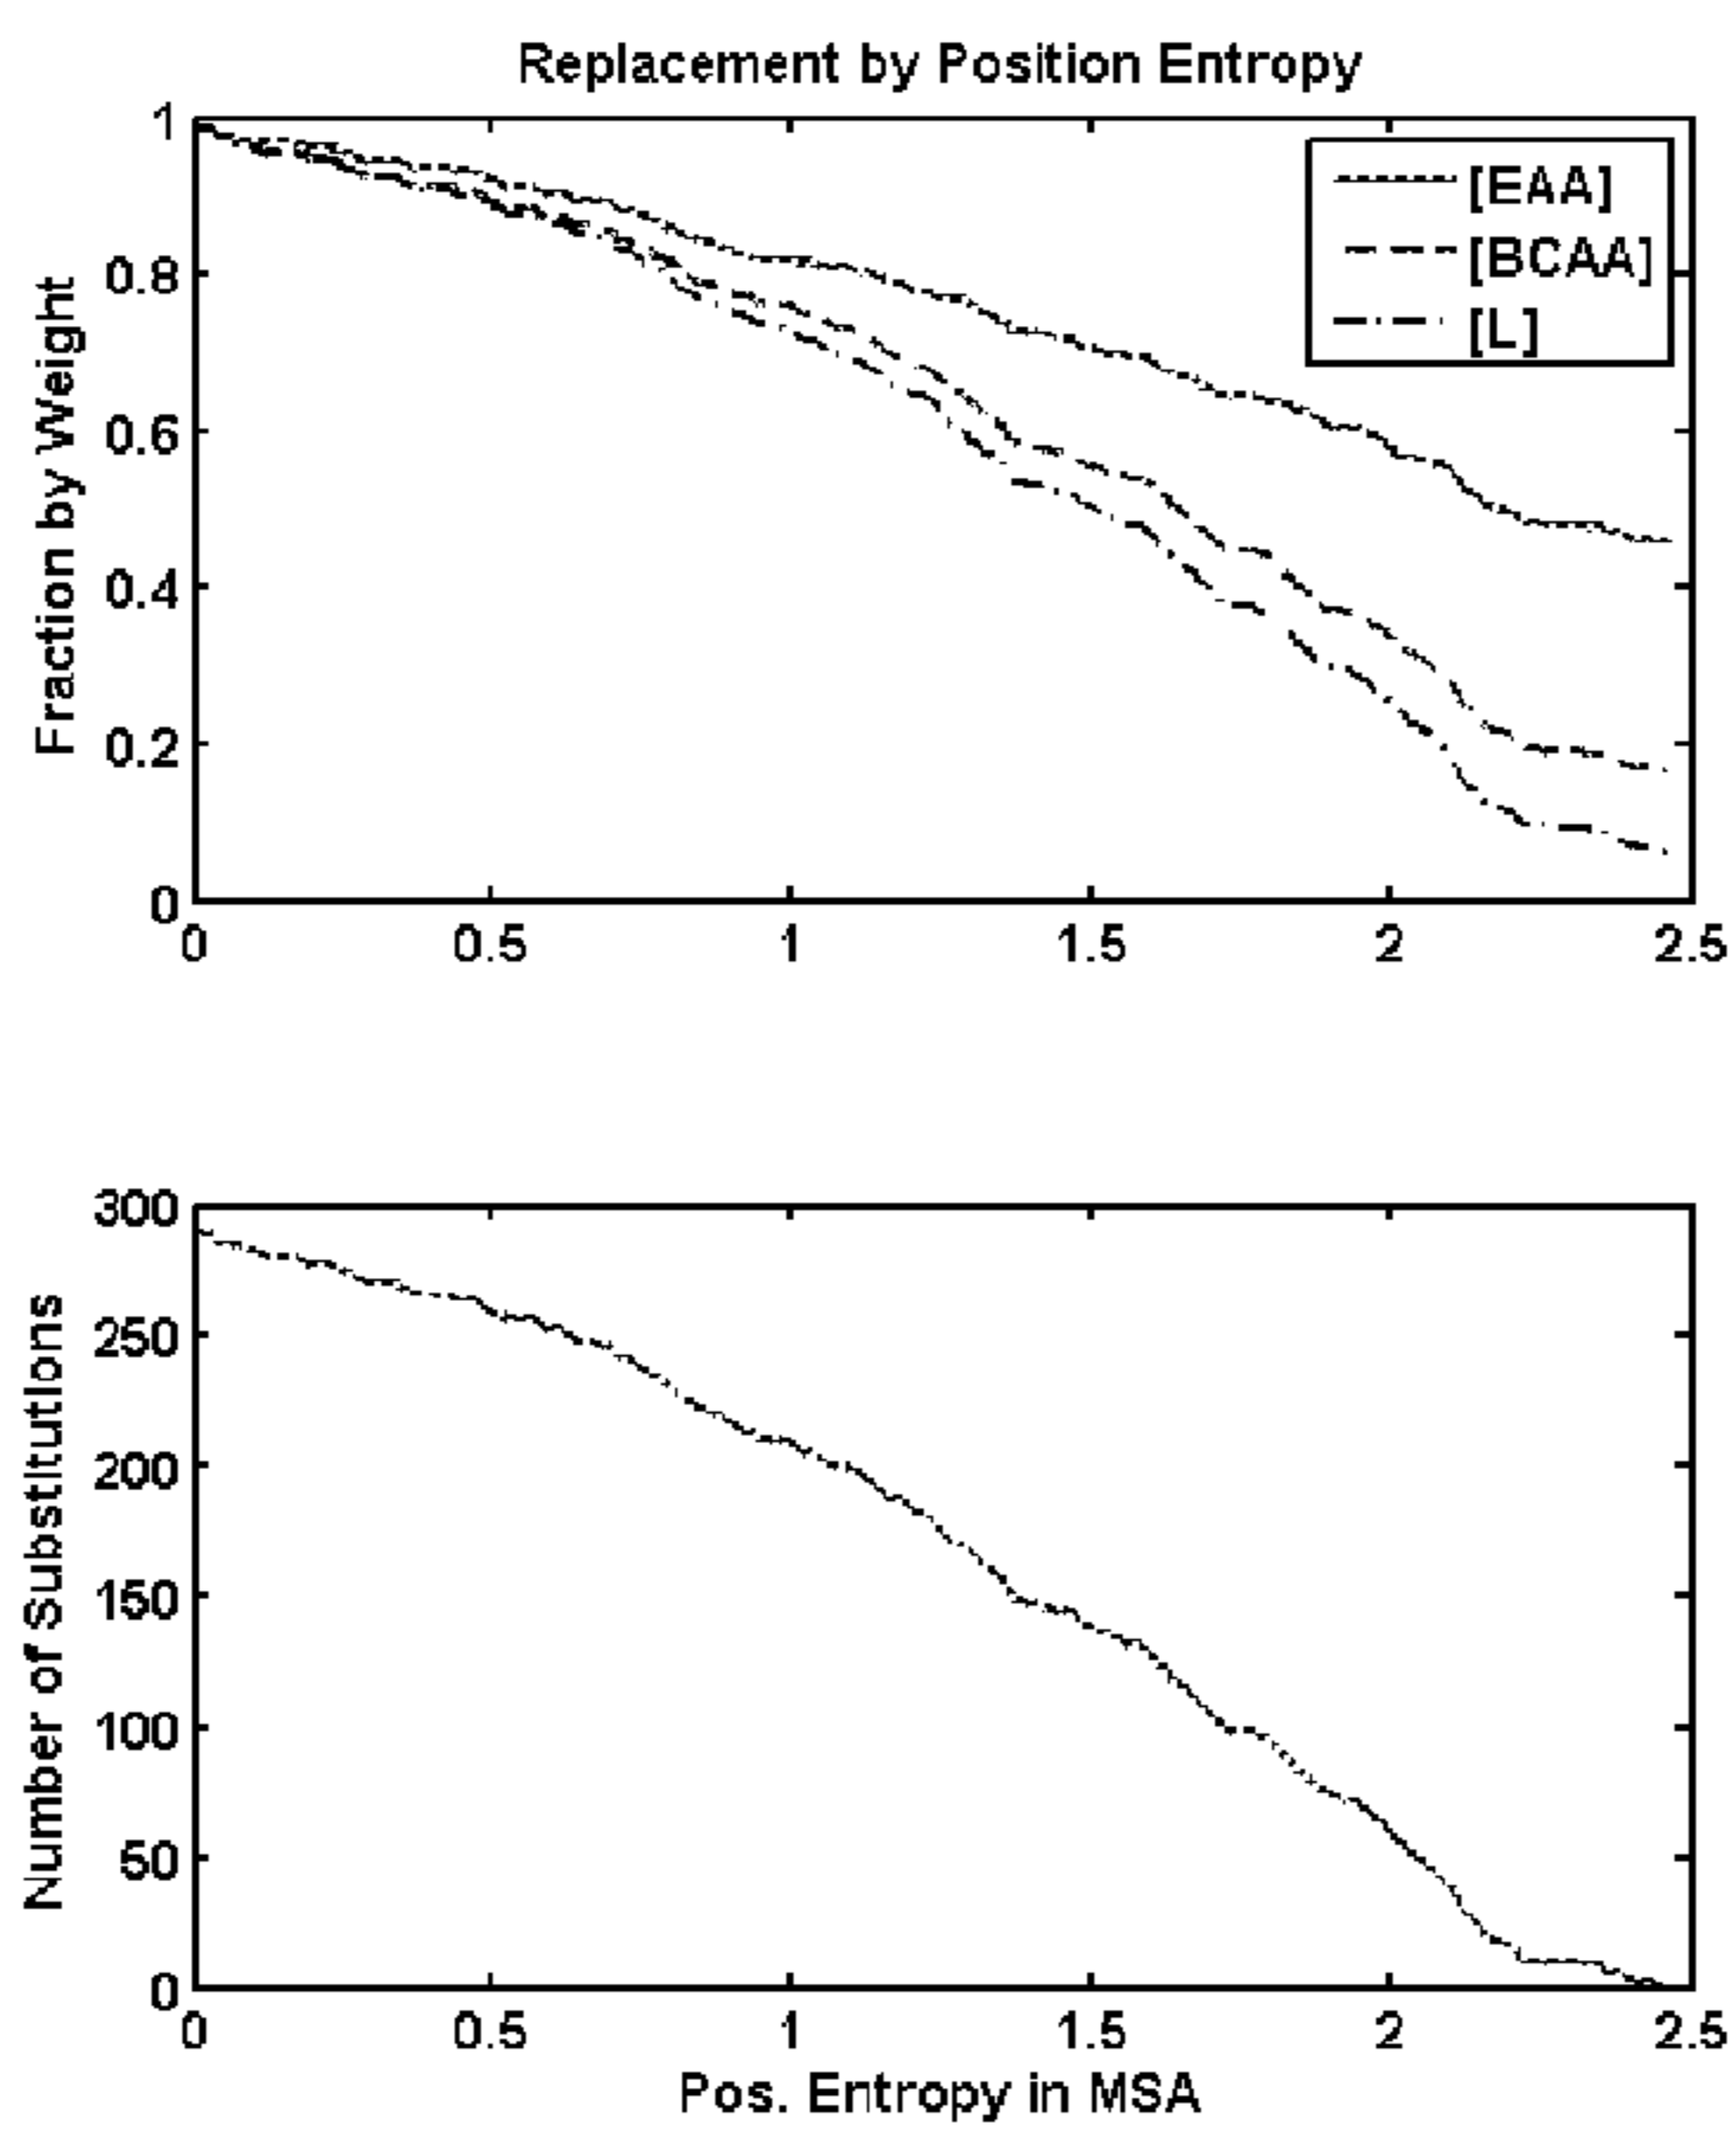 Replacement by Position Entropy
Fraction by Weight
1
0.8
0.6
0.4
0.2
0
[EAA]
[BCAA]
[L]
0 0.5 1 1.5 2 2.5
Number of Substitutions
300
250
200
150
100
50
0
0 0.5 1 1.5 2 2.5
Pos. Entropy in MSA